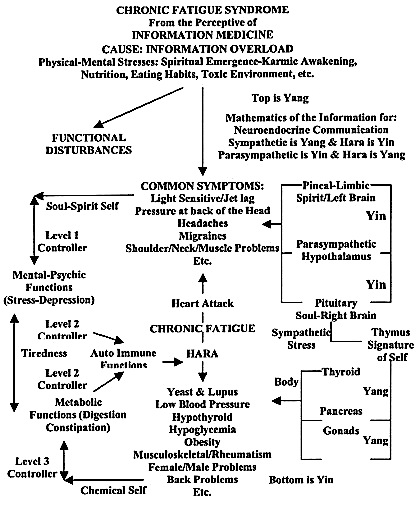 CHRONIC FATIGUE SYNDROME
From the Perceptive of
INFORMATION MEDICINE
CAUSE: INFORMATION OVERLOAD
Physical-Mental Stresses: Spiritual Emergence-Karmic Awakening,
Nutrition, Eating Habits, Toxic Environment, etc.
Top is Yang
FUNCTIONAL
DISTURBANCES
Mathematics of the Information for:
Neuroendocrine Communication
Sympathetic is Yang & Hara is Yin
Parasympathetic is Yin & Hara is Yang
COMMON SYMPTOMS:
Light Sensitive/Jet lag
Pressure at back of the Head
Headaches
Migraines
Shoulder/Neck/Muscle Problems
Etc.
Soul-Spirit Self
Level 1
Controller
Mental-Psychic
Functions
(Stress-Depression)
Pineal-Limbic
Spirit/Left Brain
Yin
Parasympathetic
Hypothalamus
Yin
Pituitary
Soul-Right Brain
Heart Attack
CHRONIC FATIGUE
HARA
Level 2
Controller
Tiredness
Auto Immune
Functions
Level 2
Controller
Metabolic
Functions (Digestion
Constipation)
Sympathetic
Stress
Thymus
Signature
of Self
Body
Thyroid
Yang
Pancreas
Gonads
Yang
Yeast & Lupus
Low Blood Pressure
Hypothyroid
Hypoglycemia
Obesity
Musculoskeletal/Rheumatism
Female/Male Problems
Back Problems
Etc.
Level 3
Controller
Chemical Self
Bottom is Yin